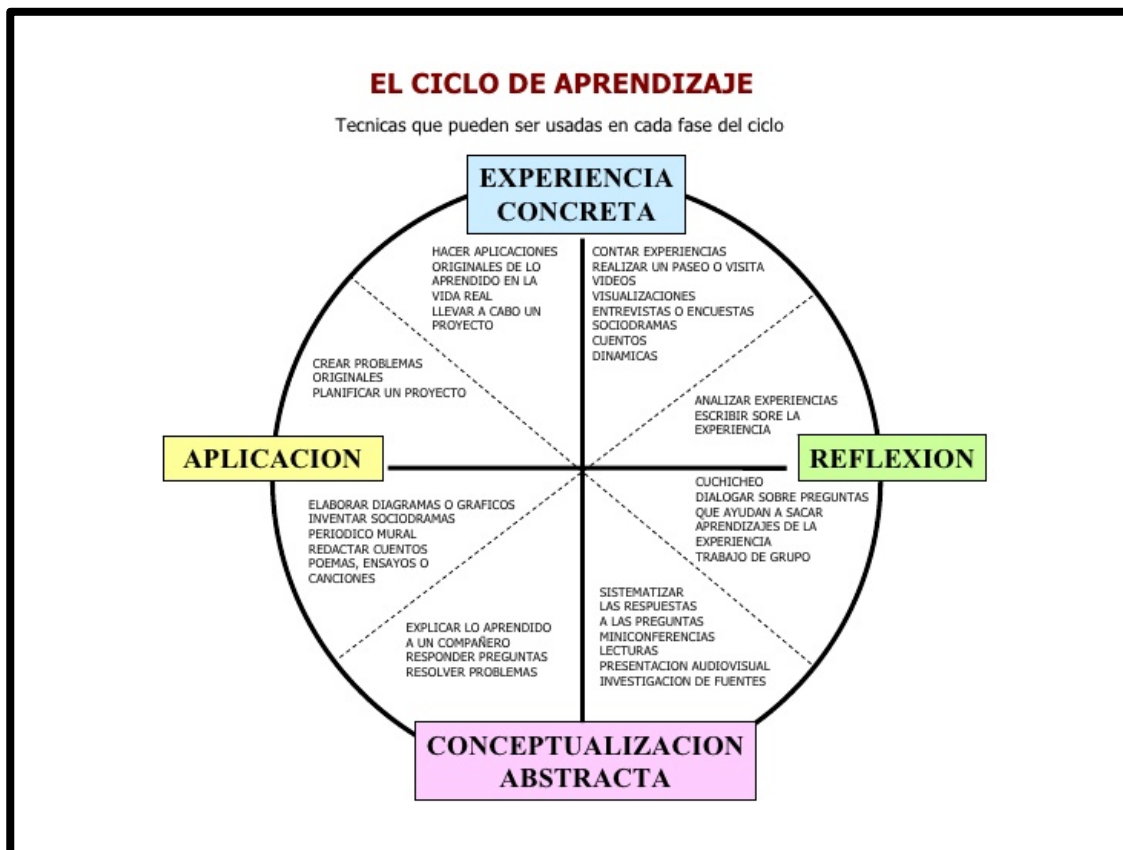 EL CICLO DE APRENDIZAJE
Tecnicas que pueden ser usadas en cada fase del ciclo
EXPERIENCIA
CONCRETA
HACER APLICACIONES
ORIGINALES DE LO
APRENDIDO EN LA
VIDA REAL
LLEVAR A CABO UN
PROYECTO
CONTAR EXPERIENCIAS
REALIZAR UN PASEO O VISITA
VIDEOS
VISUALIZACIONES
ENTREVISTAS O ENCUESTAS
SOCIODRAMAS
CUENTOS
DINAMICAS
CREAR PROBLEMAS
ORIGINALES
PLANIFICAR UN PROYECTO
ANALIZAR EXPERIENCIAS
ESCRIBIR SORE LA
EXPERIENCIA
APLICACION
REFLEXION
ELABORAR DIAGRAMAS O GRAFICOS
INVENTAR SOCIODRAMAS
PERIODICO MURAL
REDACTAR CUENTOS
POEMAS, ENSAYOS O
CANCIONES
CUCHICHEO
DIALOGAR SOBRE PREGUNTAS
QUE AYUDAN A SACAR
APRENDIZAJES DE LA
EXPERIENCIA
TRABAJO DE GRUPO
EXPLICAR LO APRENDIDO
A UN COMPAÑERO
RESPONDER PREGUNTAS
RESOLVER PROBLEMAS
SISTEMATIZAR
LAS RESPUESTAS
A LAS PREGUNTAS
MINICONFERENCIAS
LECTURAS
PRESENTACION AUDIOVISUAL
INVESTIGACION DE FUENTES
CONCEPTUALIZACION
ABSTRACTA